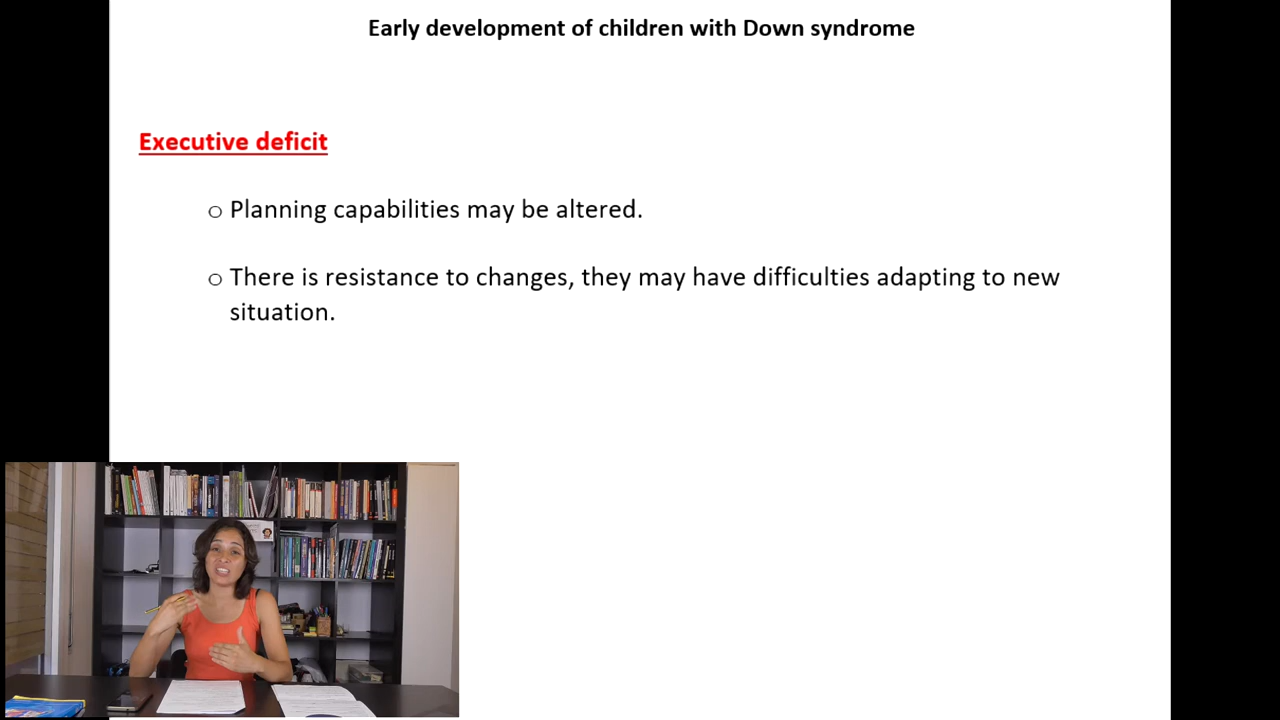 Early development of children with Down syndrome
Executive deficit
o Planning capabilities may be altered.
o There is resistance to changes, they may have difficulties adapting to new
situation.